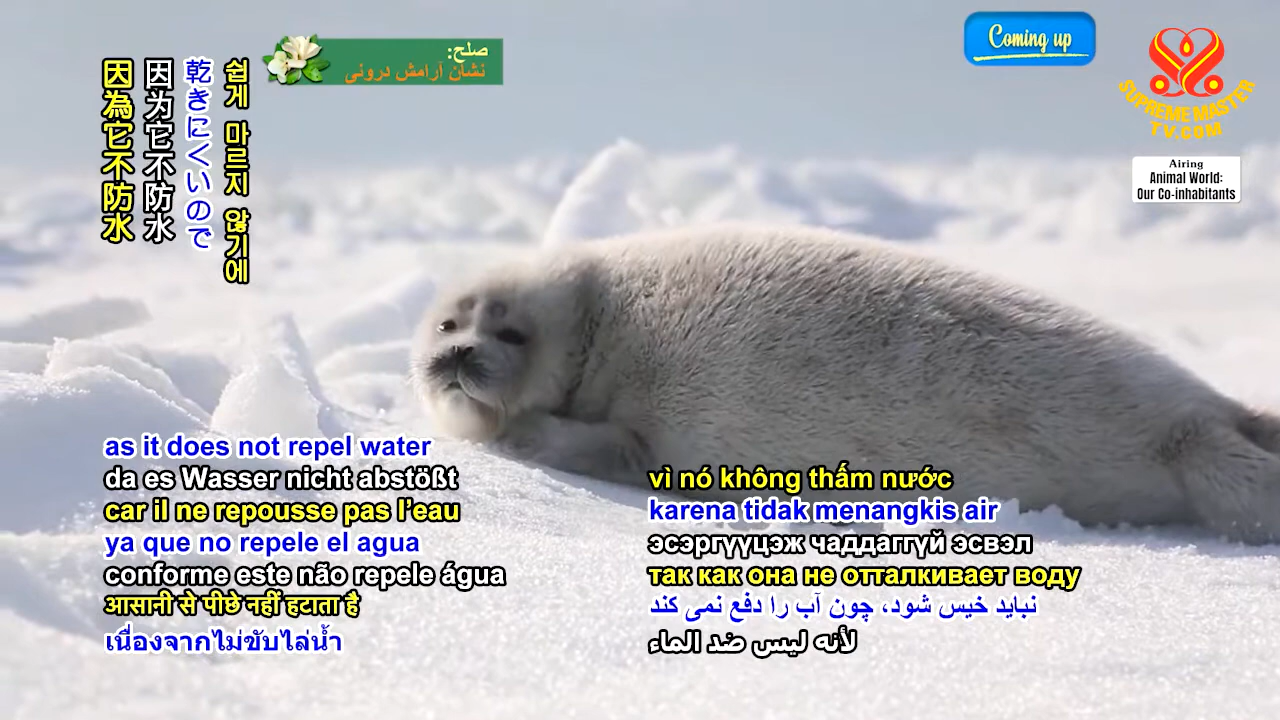 صلح:
نشان آرامش درونی
Coming up
SUPREME MASTER
TV.COM
Airing
Animal World:
Our Co-inhabitants
쉽게 마르지 않기에
乾きにくいので
因为它不防水
因為它不防水
as it does not repel water
da es Wasser nicht abstößt
car il ne repousse pas l’eau
ya que no repele el agua
conforme este não repele água
आसानी से पीछे नहीं हटाता है
เนื่องจากไม่ขับไล่น้ำ
vì nó không thấm nước
karena tidak menangkis air
эсэргүүцэж чаддаггүй эсвэл
так как она не отталкивает воду
نباید خیس شود، چون آب را دفع نمی کند
لأنه ليس ضد الماء